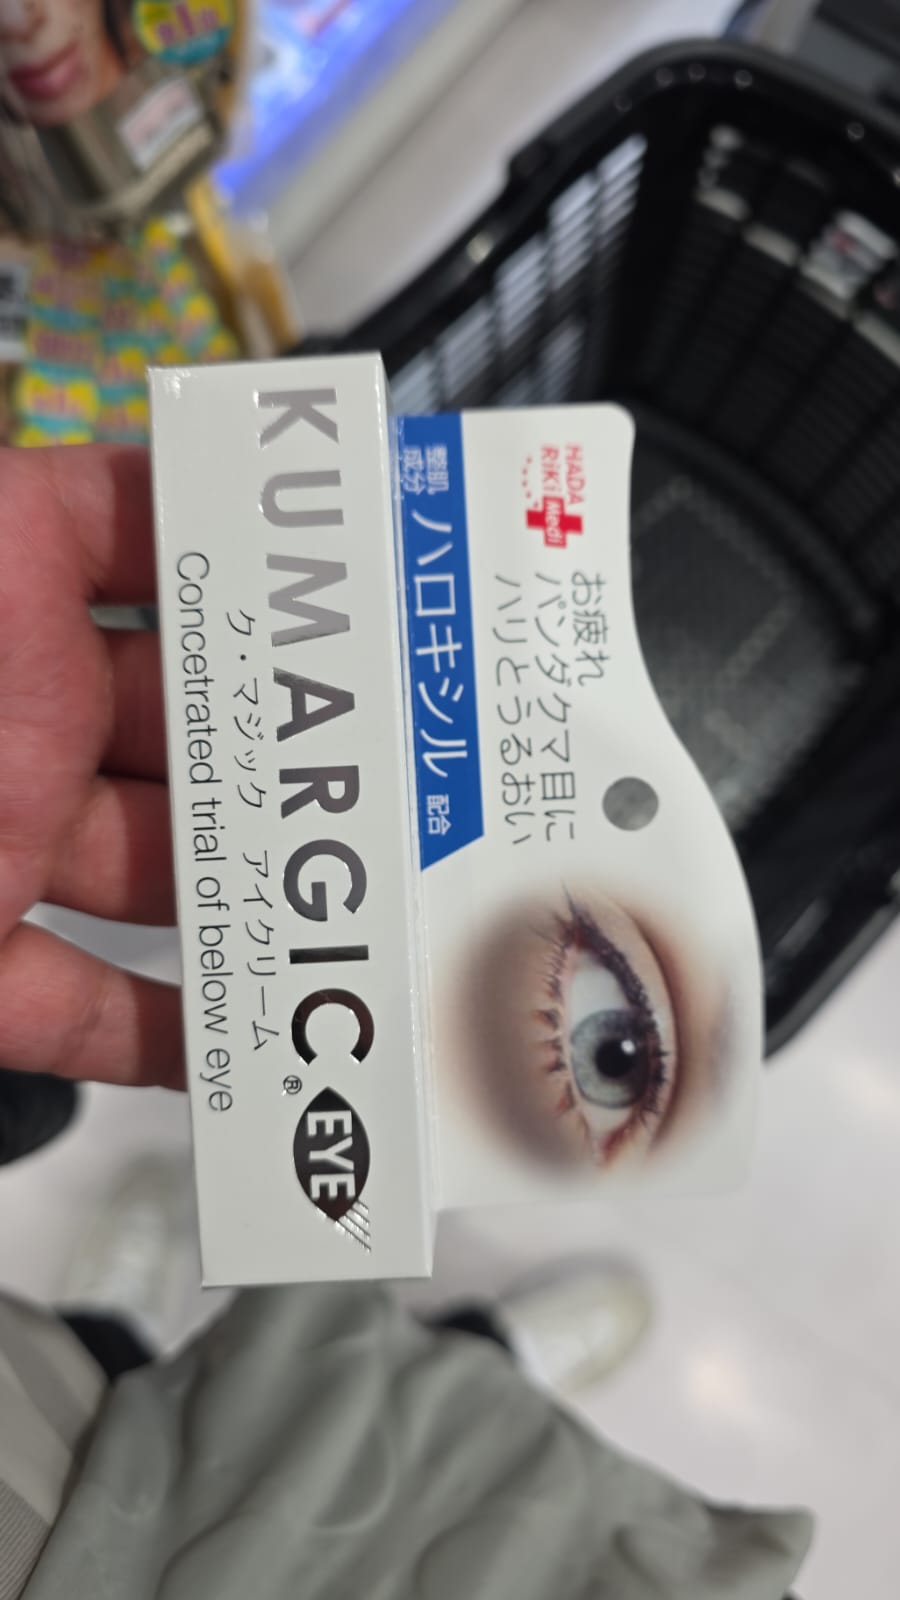 HADA
RiKi Medi
お疲れ
パンダクマ目に
ハリとうるおい
整肌
成分 ハロキシル 配合
KUMARGIC® EYE
ク・マジック アイクリーム
Concetrated trial of below eye